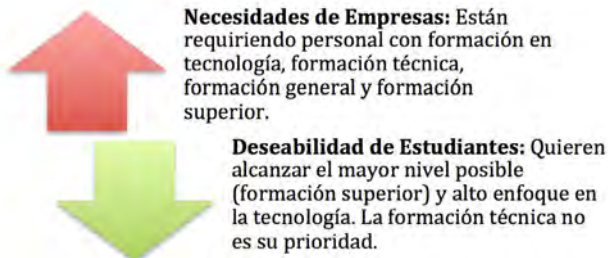 Necesidades de Empresas: Están
requiriendo personal con formación en
tecnología, formación técnica,
formación general y formación
superior.
Deseabilidad de Estudiantes: Quieren
alcanzar el mayor nivel posible
(formación superior) y alto enfoque en
la tecnología. La formación técnica no
es su prioridad.